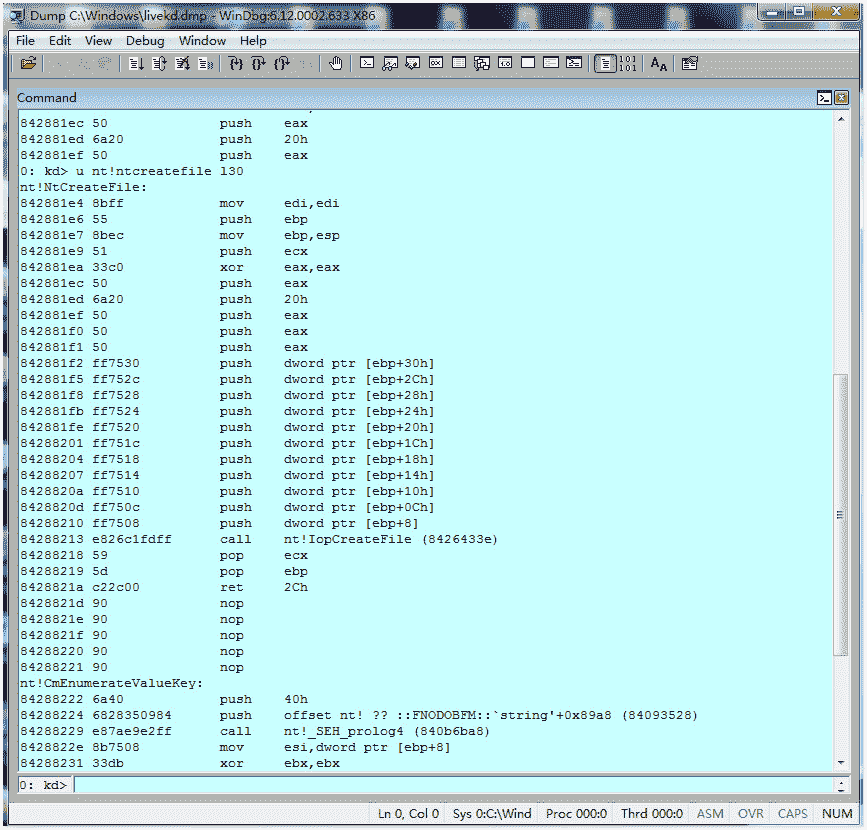 Dump C:\Windows\livekd.dmp - WinDbg:6.12.0002.633 X86
File Edit View Debug Window Help
Command
842881ec 50 push eax
842881ed 6a20 push 20h
842881ef 50 push eax
0: kd> u nt!ntcreatefile l30
nt!NtCreateFile:
842881e4 8bff mov edi,edi
842881e6 55 push ebp
842881e7 8bec mov ebp,esp
842881e9 51 push ecx
842881ea 33c0 xor eax,eax
842881ec 50 push eax
842881ed 6a20 push 20h
842881ef 50 push eax
842881f0 50 push eax
842881f1 50 push eax
842881f2 ff7530 push dword ptr [ebp+30h]
842881f5 ff752c push dword ptr [ebp+2Ch]
842881f8 ff7528 push dword ptr [ebp+28h]
842881fb ff7524 push dword ptr [ebp+24h]
842881fe ff7520 push dword ptr [ebp+20h]
84288201 ff751c push dword ptr [ebp+1Ch]
84288204 ff7518 push dword ptr [ebp+18h]
84288207 ff7514 push dword ptr [ebp+14h]
8428820a ff7510 push dword ptr [ebp+10h]
8428820d ff750c push dword ptr [ebp+0Ch]
84288210 ff7508 push dword ptr [ebp+8]
84288213 e826c1fdff call nt!IopCreateFile (8426433e)
84288218 59 pop ecx
84288219 5d pop ebp
8428821a c22c00 ret 2Ch
8428821d 90 nop
8428821e 90 nop
8428821f 90 nop
84288220 90 nop
84288221 90 nop
nt!CmEnumerateValueKey:
84288222 6a40 push 40h
84288224 6828350984 push offset nt! ?? ::FNODOBFM::`string'+0x89a8 (84093528)
84288229 e87ae9e2ff call nt!_SEH_prolog4 (840b6ba8)
8428822e 8b7508 mov esi,dword ptr [ebp+8]
84288231 33db xor ebx,ebx
0: kd>
Ln 0, Col 0 Sys 0:C:\Wind Proc 000:0 Thrd 000:0 ASM OVR CAPS NUM